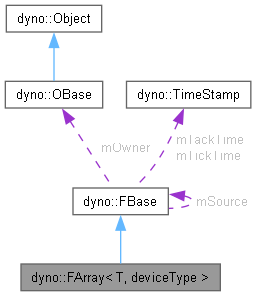 dyno::Object
dyno::OBase
dyno::TimeStamp
mOwner
mTackTime
mTickTime
dyno::FBase
mSource
dyno::FArray< T, deviceType >